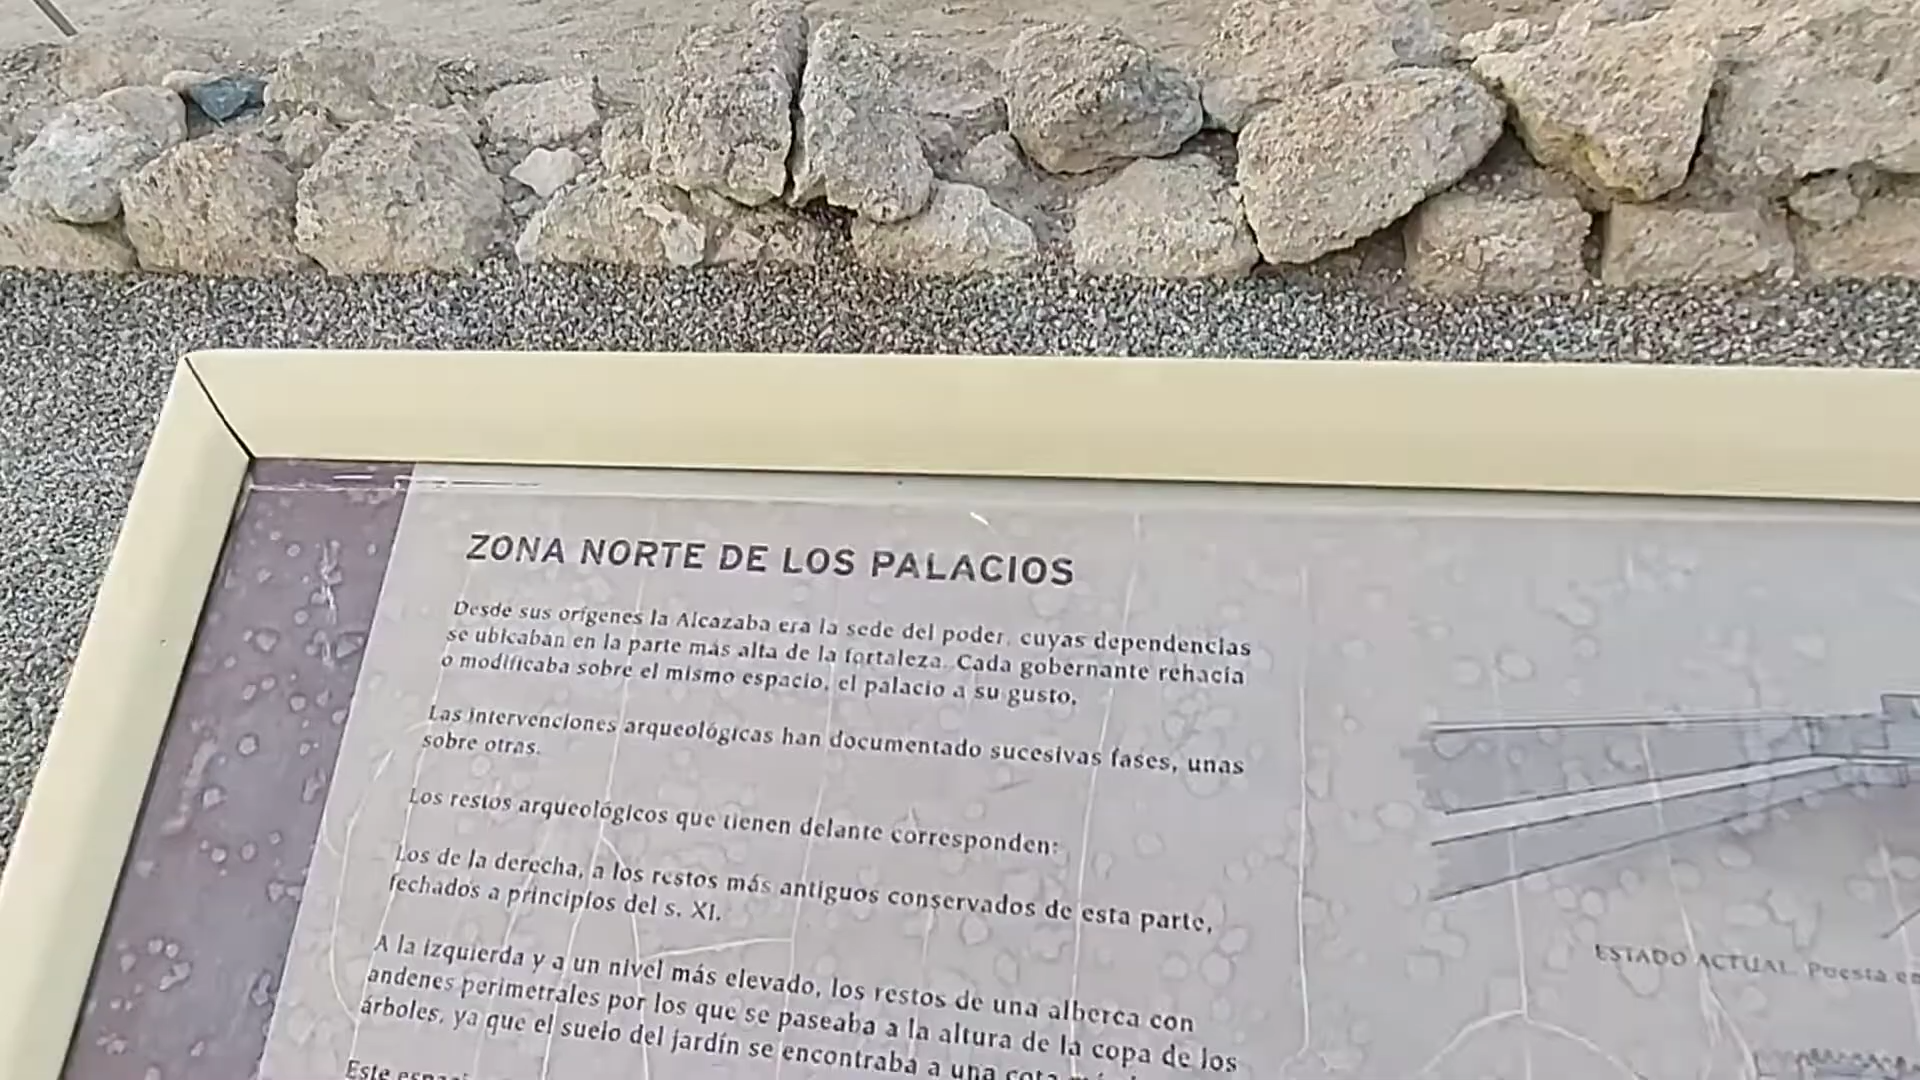 ZONA NORTE DE LOS PALACIOS
Desde sus orígenes la Alcazaba era la sede del poder, cuyas dependencias
se ubicaban en la parte más alta de la fortaleza. Cada gobernante rehacía
o modificaba sobre el mismo espacio, el palacio a su gusto.
Las intervenciones arqueológicas han documentado sucesivas fases, unas
sobre otras.
Los restos arqueológicos que tienen delante corresponden:
Los de la derecha, a los restos más antiguos conservados de esta parte,
fechados a principios del s. XI.
A la izquierda y a un nivel más elevado, los restos de una alberca con
andenes perimetrales por los que se paseaba a la altura de la copa de los
árboles, ya que el suelo del jardín se encontraba a una cota
Este
ESTADO ACTUAL. Puesta en